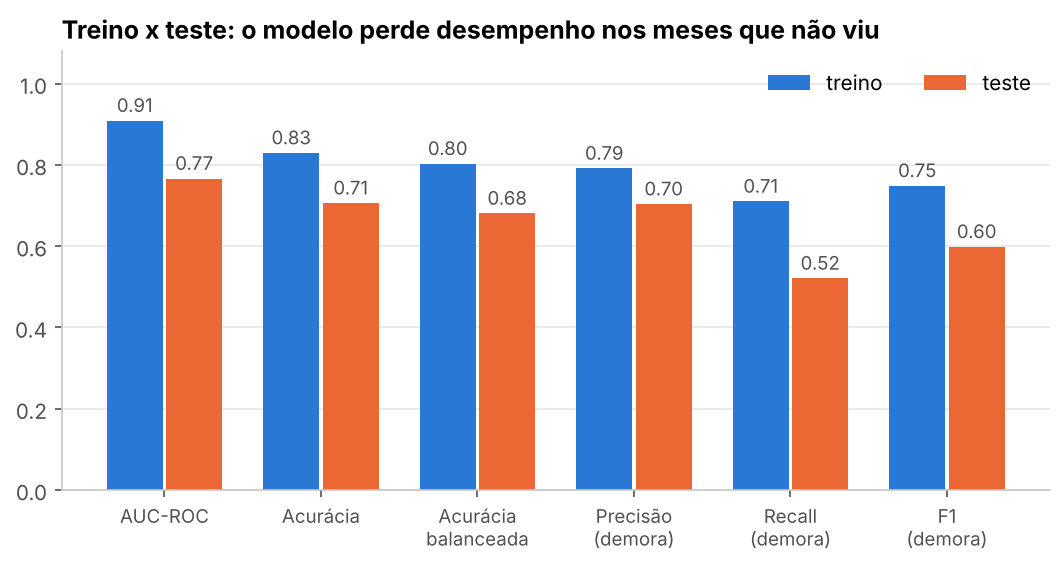 Treino x teste: o modelo perde desempenho nos meses que não viu
treino teste
1.0
0.8
0.6
0.4
0.2
0.0
0.91 0.77 0.83 0.71 0.80 0.68 0.79 0.70 0.71 0.52 0.75 0.60
AUC-ROC
Acurácia
Acurácia
balanceada
Precisão
(demora)
Recall
(demora)
F1
(demora)